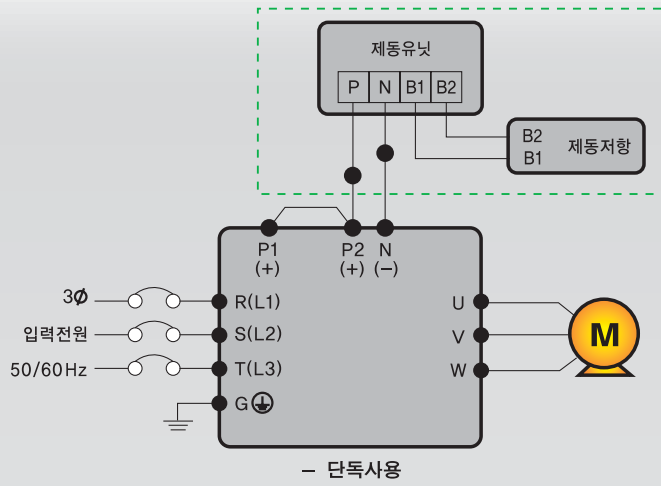 제동유닛
P N B1 B2
B2
B1
제동저항
P1
(+)
P2
(+)
N
(−)
3Ø
입력전원
50/60Hz
R(L1)
S(L2)
T(L3)
G
U
V
W
M
− 단독사용